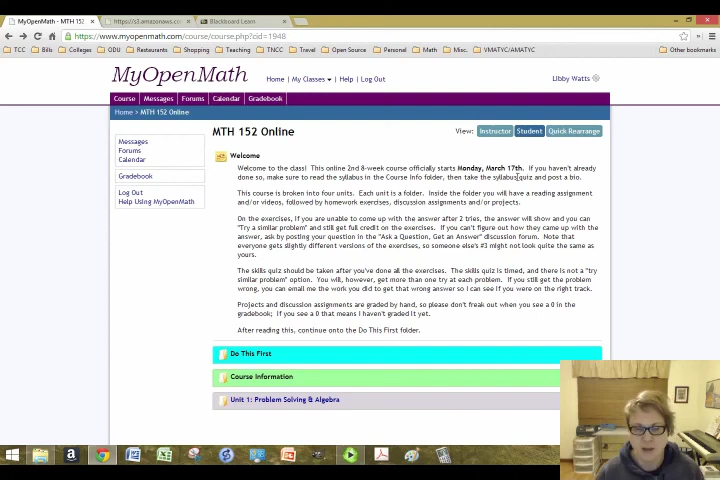 MyOpenMath - MTH 152
https://s3.amazonaws.co
Blackboard Learn
https://www.myopenmath.com/course/course.php?cid=1948
TCC Bills Colleges ODU Restaurants Shopping Teaching TNCC Travel Open Source Personal Math Misc. VMATYC/AMATYC Other bookmarks
MyOpenMath
Home | My Classes | Help | Log Out
Libby Watts
Course Messages Forums Calendar Gradebook
Home > MTH 152 Online
Messages
Forums
Calendar
Gradebook
Log Out
Help Using MyOpenMath
MTH 152 Online
View: Instructor Student Quick Rearrange
Welcome
Welcome to the class! This online 2nd 8-week course officially starts Monday, March 17th. If you haven't already
done so, make sure to read the syllabus in the Course Info folder, then take the syllabus quiz and post a bio.
This course is broken into four units. Each unit is a folder. Inside the folder you will have a reading assignment
and/or videos, followed by homework exercises, discussion assignments and/or projects.
On the exercises, if you are unable to come up with the answer after 2 tries, the answer will show and you can
"Try a similar problem" and still get full credit on the exercises. If you can't figure out how they came up with the
answer, ask by posting your question in the "Ask a Question, Get an Answer" discussion forum. Note that
everyone gets slightly different versions of the exercises, so someone else's #3 might not look quite the same as
yours.
The skills quiz should be taken after you've done all the exercises. The skills quiz is timed, and there is not a "try
similar problem" option. You will, however, get more than one try at each problem. If you still get the problem
wrong, you can email me the work you did to get that wrong answer so I can see if you were on the right track.
Projects and discussion assignments are graded by hand, so please don't freak out when you see a 0 in the
gradebook; if you see a 0 that means I haven't graded it yet.
After reading this, continue onto the Do This First folder.
Do This First
Course Information
Unit 1: Problem Solving & Algebra